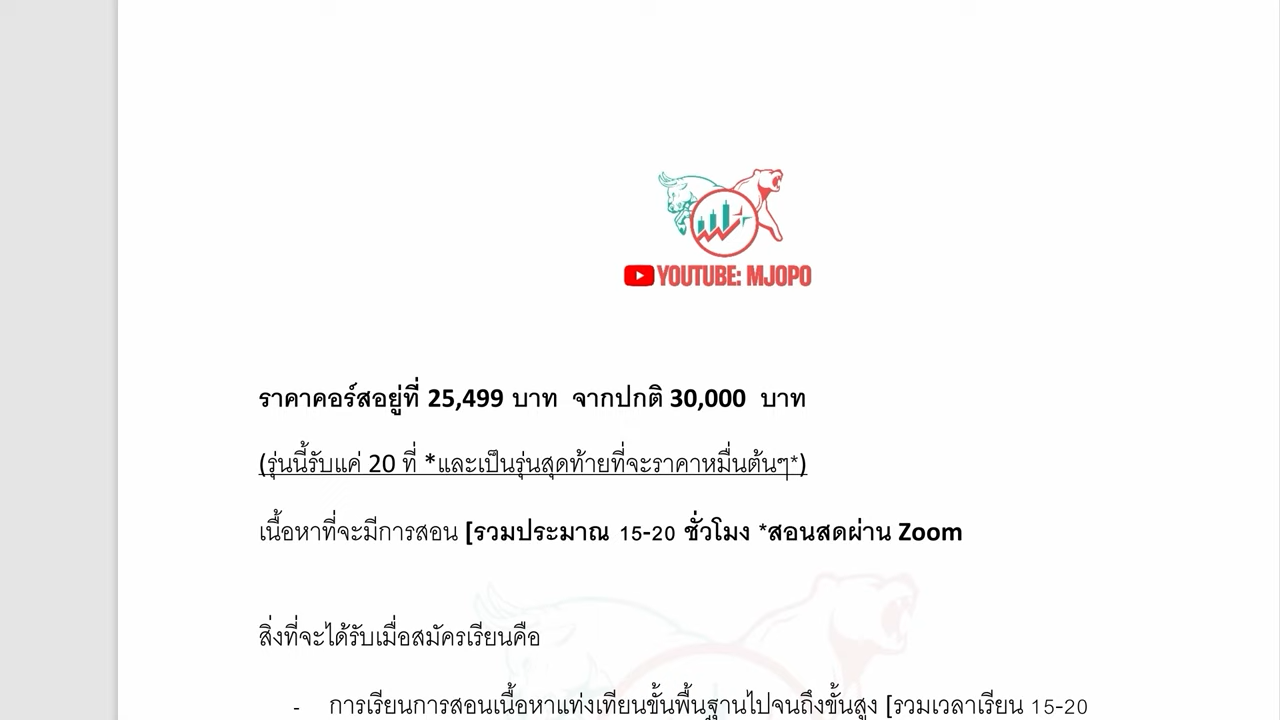 YOUTUBE: MJOPO
ราคาคอร์สอยู่ที่ 25,499 บาท จากปกติ 30,000 บาท
(รุ่นนี้รับแค่ 20 ที่ *และเป็นรุ่นสุดท้ายที่จะราคาหมื่นต้นๆ*)
เนื้อหาที่จะมีการสอน [รวมประมาณ 15-20 ชั่วโมง *สอนสดผ่าน Zoom
สิ่งที่จะได้รับเมื่อสมัครเรียนคือ
- การเรียนการสอนเนื้อหาแท่งเทียนขั้นพื้นฐานไปจนถึงขั้นสูง [รวมเวลาเรียน 15-20